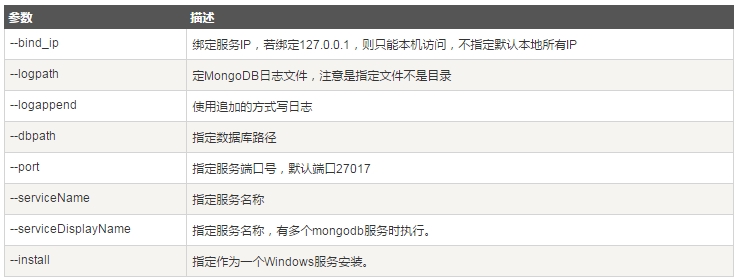 参数 描述
--bind_ip 绑定服务IP，若绑定127.0.0.1，则只能本机访问，不指定默认本地所有IP
--logpath 定MongoDB日志文件，注意是指定文件不是目录
--logappend 使用追加的方式写日志
--dbpath 指定数据库路径
--port 指定服务端口号，默认端口27017
--serviceName 指定服务名称
--serviceDisplayName 指定服务名称，有多个mongodb服务时执行。
--install 指定作为一个Windows服务安装。